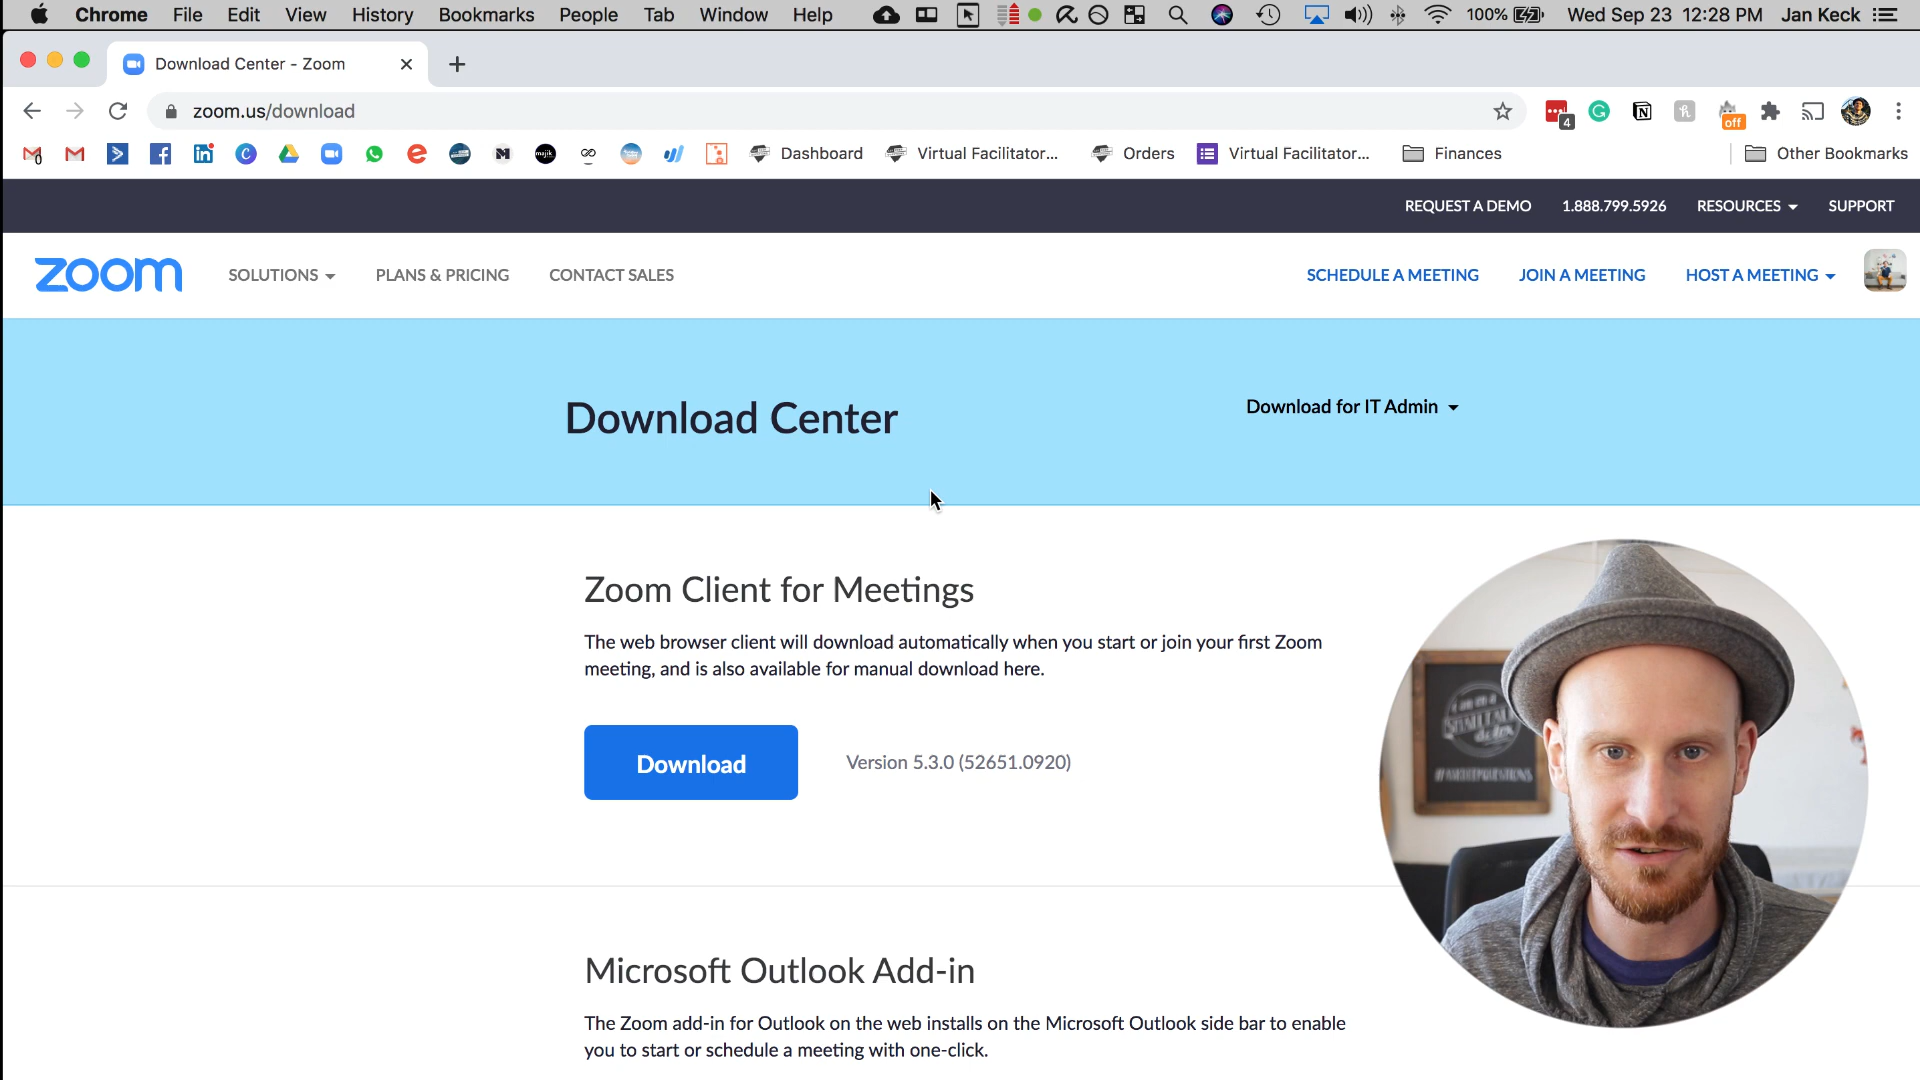 Chrome File Edit View History Bookmarks People Tab Window Help 100% Wed Sep 23 12:28 PM Jan Keck
Download Center - Zoom
zoom.us/download
4
off
Dashboard Virtual Facilitator... Orders Virtual Facilitator... Finances Other Bookmarks
REQUEST A DEMO 1.888.799.5926 RESOURCES SUPPORT
zoom SOLUTIONS PLANS & PRICING CONTACT SALES SCHEDULE A MEETING JOIN A MEETING HOST A MEETING
Download Center
Download for IT Admin
Zoom Client for Meetings
The web browser client will download automatically when you start or join your first Zoom
meeting, and is also available for manual download here.
Download
Version 5.3.0 (52651.0920)
Microsoft Outlook Add-in
The Zoom add-in for Outlook on the web installs on the Microsoft Outlook side bar to enable
you to start or schedule a meeting with one-click.